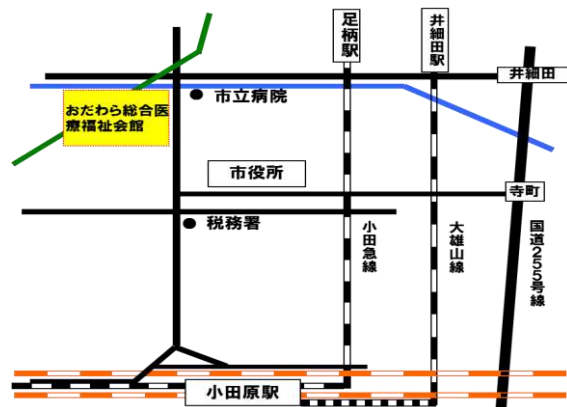 足柄駅
井細田駅
井細田
市立病院
おだわら総合医
療福祉会館
市役所
寺町
税務署
小田急線
大雄山線
国道255号線
小田原駅